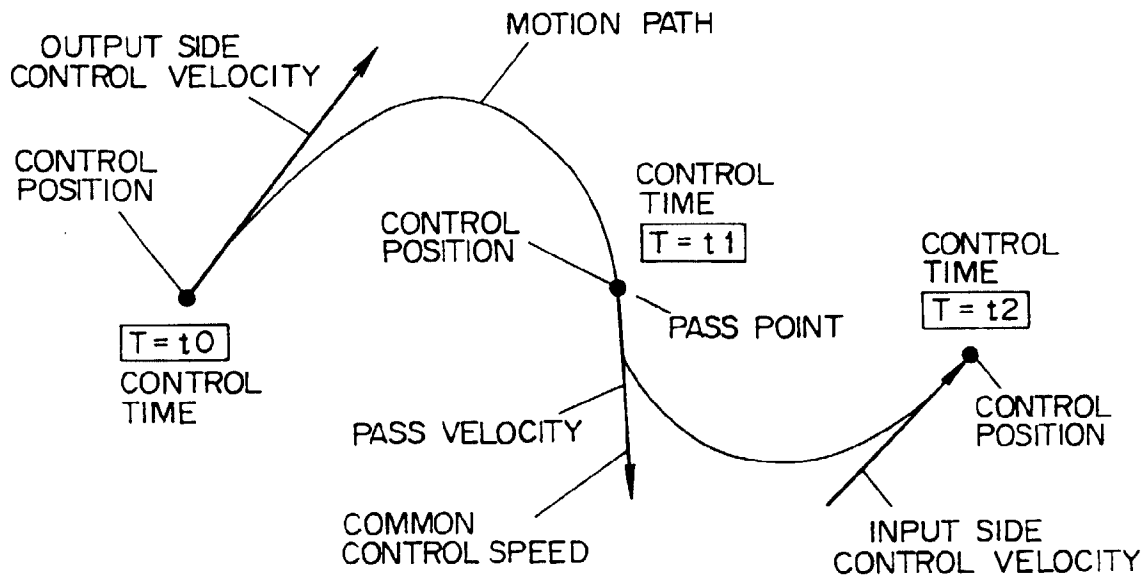 MOTION PATH
OUTPUT SIDE
CONTROL VELOCITY
CONTROL
POSITION
T = t0
CONTROL
TIME
CONTROL
POSITION
CONTROL
TIME
T = t1
PASS POINT
CONTROL
TIME
T = t2
CONTROL
POSITION
PASS VELOCITY
COMMON
CONTROL SPEED
INPUT SIDE
CONTROL VELOCITY